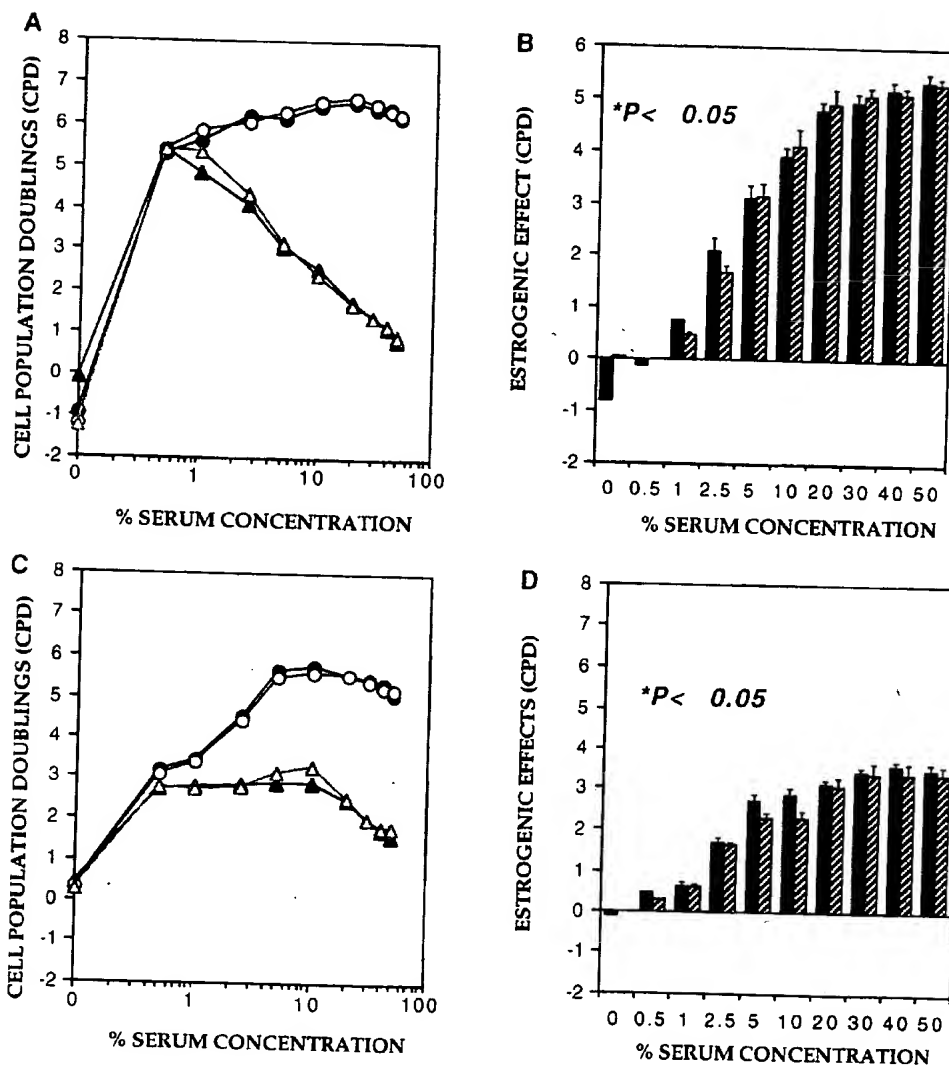 A
8
7
6
5
4
3
2
1
0
-1
-2
CELL POPULATION DOUBLINGS (CPD)
0 1 10 100
% SERUM CONCENTRATION
B
6
5
4
3
2
1
0
-1
-2
ESTROGENIC EFFECT (CPD)
*P< 0.05
0 0.5 1 2.5 5 10 20 30 40 50
% SERUM CONCENTRATION
C
8
7
6
5
4
3
2
1
0
-1
-2
CELL POPULATION DOUBLINGS (CPD)
0 1 10 100
% SERUM CONCENTRATION
D
8
7
6
5
4
3
2
1
0
-1
-2
ESTROGENIC EFFECTS (CPD)
*P< 0.05
0 0.5 1 2.5 5 10 20 30 40 50
% SERUM CONCENTRATION